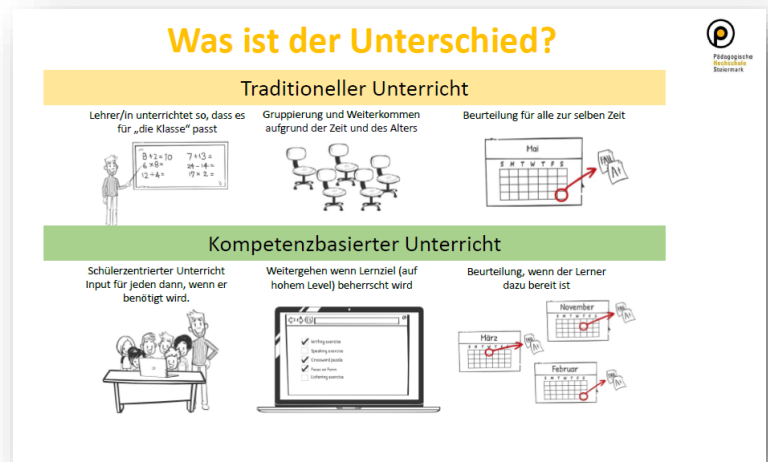 Was ist der Unterschied?
Pädagogische
Hochschule
Steiermark
Traditioneller Unterricht
Lehrer/in unterrichtet so, dass es
für „die Klasse" passt
Gruppierung und Weiterkommen
aufgrund der Zeit und des Alters
Beurteilung für alle zur selben Zeit
8+2=10 7+13=
6×8= 24-14=
12÷4= 17×2=
Mai
S M T W T F S
FAIL
A+
Kompetenzbasierter Unterricht
Schülerzentrierter Unterricht
Input für jeden dann, wenn er
benötigt wird.
Weitergehen wenn Lernziel (auf
hohem Level) beherrscht wird
Beurteilung, wenn der Lerner
dazu bereit ist
Writing exercise
Speaking exercise
Crossword puzzle
Focus on Form
Listening exercise
November
S M T W T F S
A+
März
S M T W T F S
A+
Februar
S M T W T F S
A+